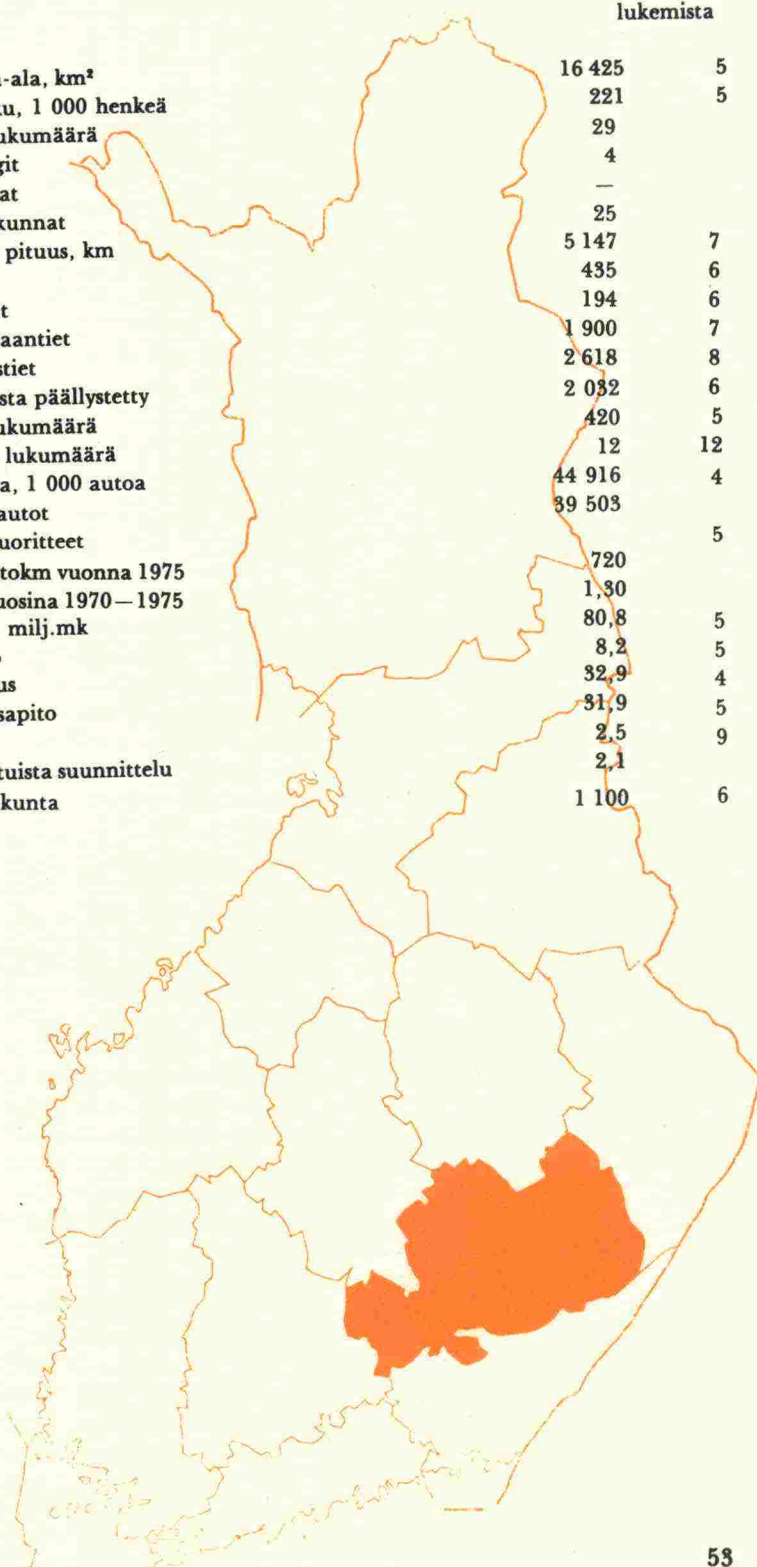 lukemista
-ala, km² 16 425 5
u, 1 000 henkeä 221 5
ukumäärä 29
git 4
at —
kunnat 25
pituus, km 5 147 7
435 6
t 194 6
aantiet 1 900 7
stiet 2 618 8
sta päällystetty 2 032 6
ukumäärä 420 5
lukumäärä 12 12
a, 1 000 autoa 44 916 4
autot 39 503
uoritteet 5
tokm vuonna 1975 720
uosina 1970—1975 1,30
milj.mk 80,8 5
8,2 5
us 32,9 4
sapito 31,9 5
2,5 9
tuista suunnittelu 2,1
kunta 1 100 6
53